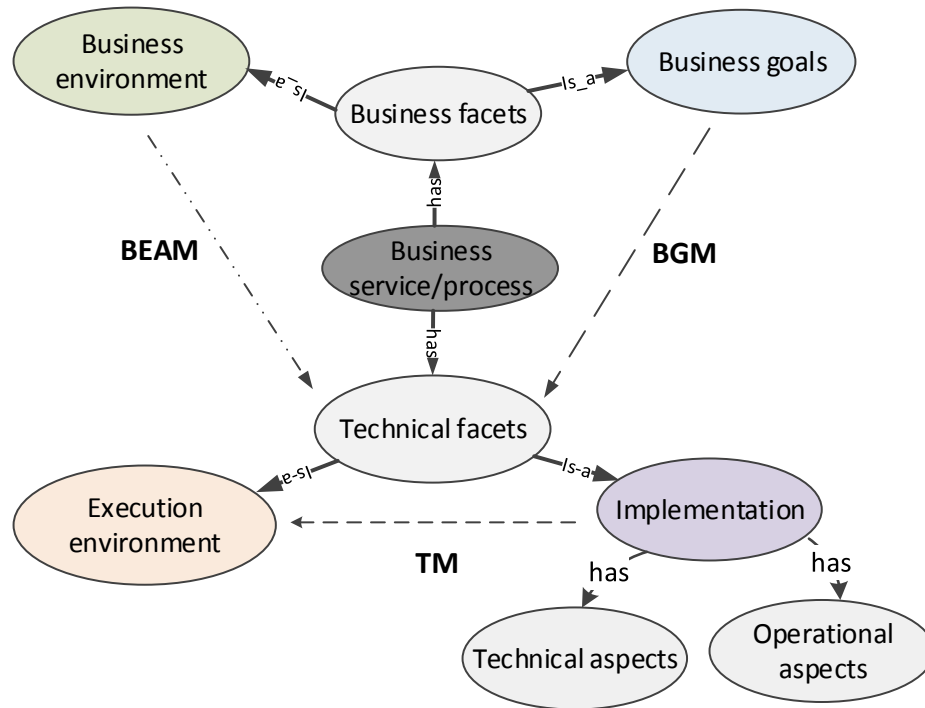 Business
environment
Business goals
Is_a
Is_a
Business facets
has
BEAM
Business
service/process
BGM
has
Technical facets
Is-a
Is-a
Execution
environment
Implementation
TM
has
has
Technical aspects
Operational
aspects